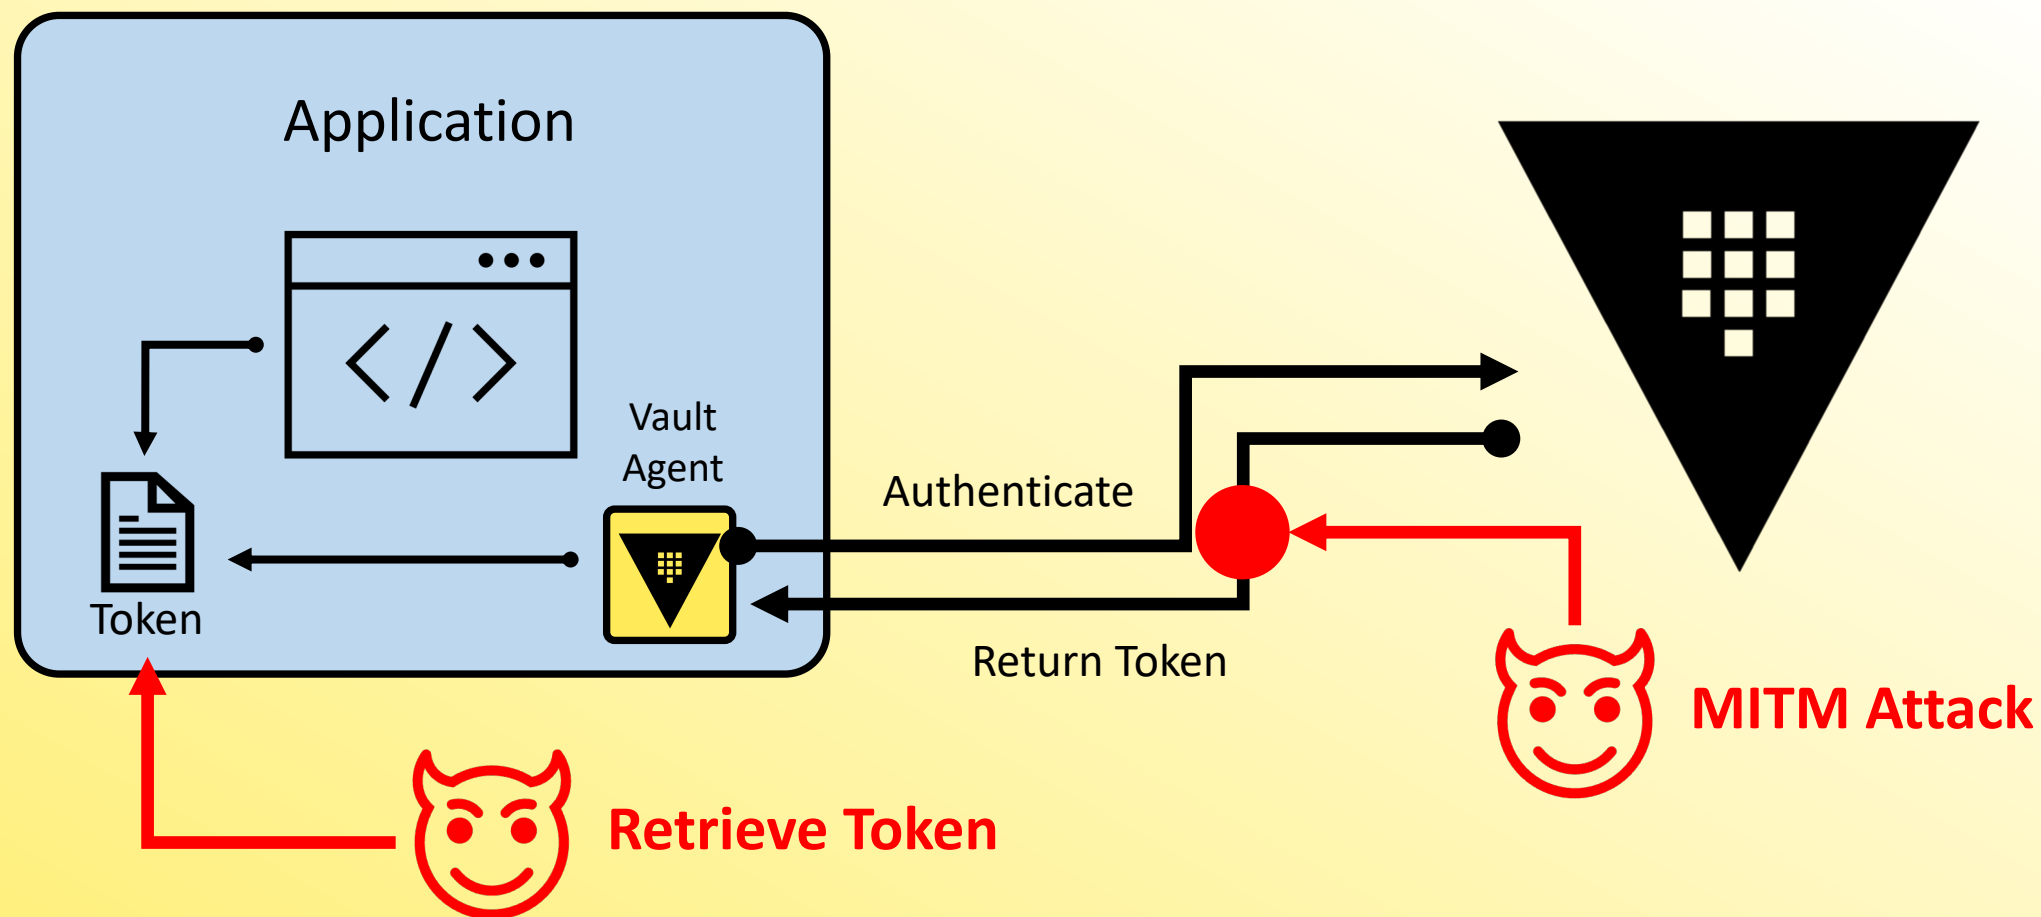 Application
Vault
Agent
Token
Authenticate
Return Token
MITM Attack
Retrieve Token